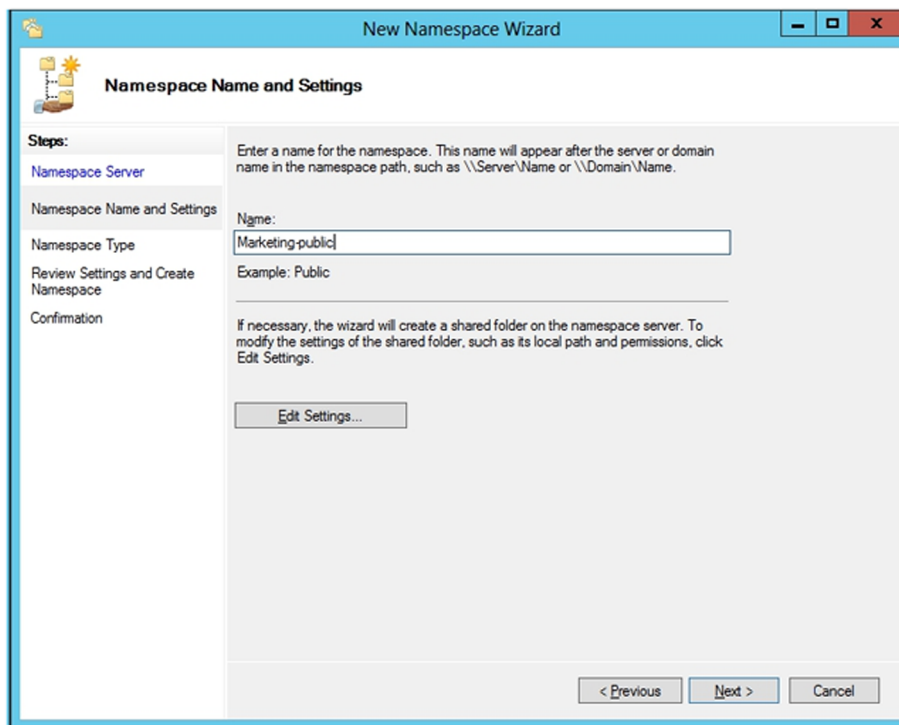 New Namespace Wizard
Namespace Name and Settings
Steps:
Namespace Server
Namespace Name and Settings
Namespace Type
Review Settings and Create
Namespace
Confirmation
Enter a name for the namespace. This name will appear after the server or domain
name in the namespace path, such as \\Server\Name or \\Domain\Name.
Name:
Marketing-public
Example: Public
If necessary, the wizard will create a shared folder on the namespace server. To
modify the settings of the shared folder, such as its local path and permissions, click
Edit Settings.
Edit Settings...
< Previous
Next >
Cancel